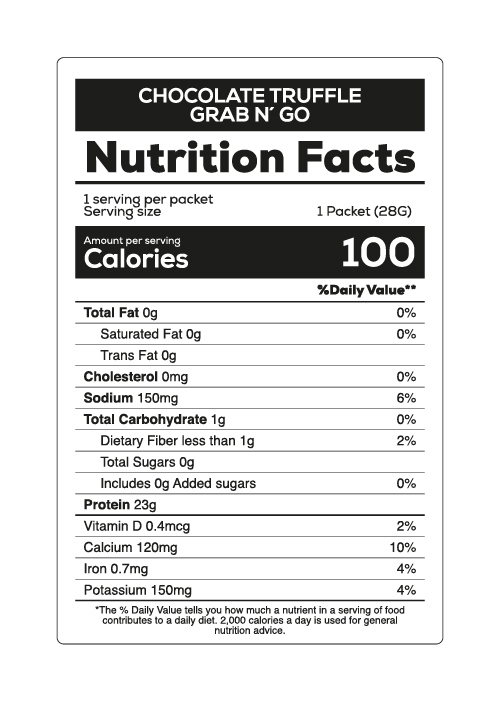 CHOCOLATE TRUFFLE
GRAB N´ GO
Nutrition Facts
1 serving per packet
Serving size 1 Packet (28G)
Amount per serving
Calories 100
%Daily Value**
Total Fat 0g 0%
Saturated Fat 0g 0%
Trans Fat 0g
Cholesterol 0mg 0%
Sodium 150mg 6%
Total Carbohydrate 1g 0%
Dietary Fiber less than 1g 2%
Total Sugars 0g
Includes 0g Added sugars 0%
Protein 23g
Vitamin D 0.4mcg 2%
Calcium 120mg 10%
Iron 0.7mg 4%
Potassium 150mg 4%
*The % Daily Value tells you how much a nutrient in a serving of food
contributes to a daily diet. 2,000 calories a day is used for general
nutrition advice.